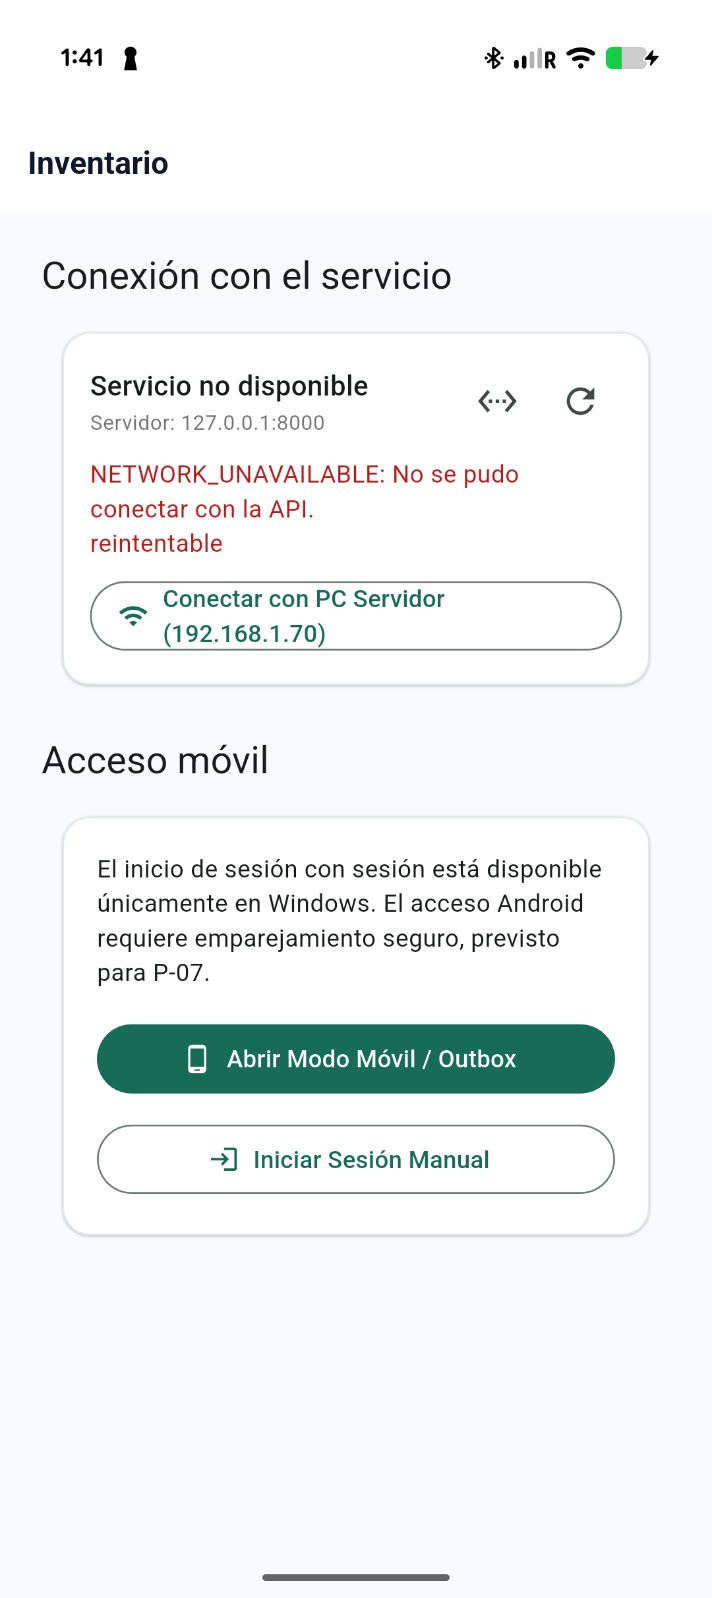 1:41
R
Inventario
Conexión con el servicio
Servicio no disponible
Servidor: 127.0.0.1:8000
NETWORK_UNAVAILABLE: No se pudo
conectar con la API.
reintentable
Conectar con PC Servidor
(192.168.1.70)
Acceso móvil
El inicio de sesión con sesión está disponible
únicamente en Windows. El acceso Android
requiere emparejamiento seguro, previsto
para P-07.
Abrir Modo Móvil / Outbox
Iniciar Sesión Manual